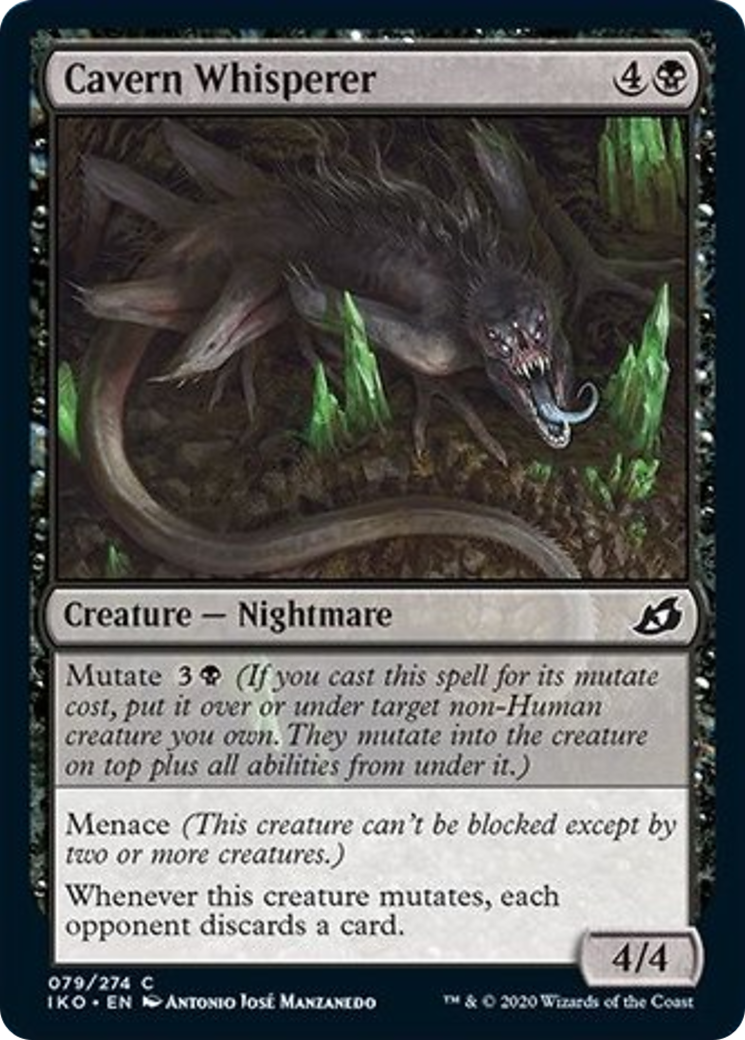 Cavern Whisperer 4
Creature — Nightmare
Mutate 3 (If you cast this spell for its mutate
cost, put it over or under target non-Human
creature you own. They mutate into the creature
on top plus all abilities from under it.)
Menace (This creature can't be blocked except by
two or more creatures.)
Whenever this creature mutates, each
opponent discards a card.
4/4
079/274 C
IKO • EN Antonio José Manzanedo ™ & © 2020 Wizards of the Coast